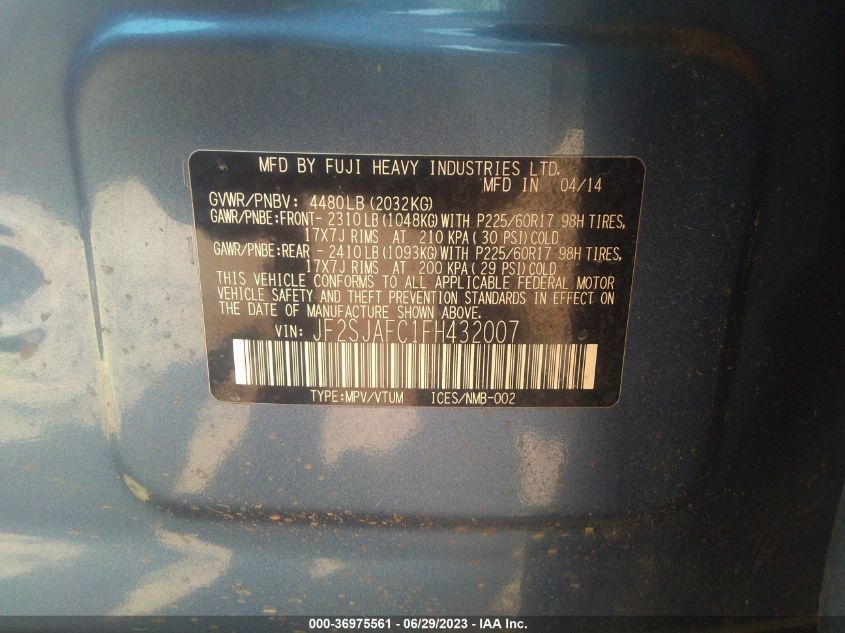 MFD BY FUJI HEAVY INDUSTRIES LTD.
MFD IN 04/14
GVWR/PNBV: 4480LB (2032KG)
GAWR/PNBE:FRONT- 2310LB (1048KG) WITH P225/60R17 98H TIRES,
17X7J RIMS AT 210 KPA (30 PSI) COLD
GAWR/PNBE:REAR - 2410LB (1093KG) WITH P225/60R17 98H TIRES,
17X7J RIMS AT 200 KPA (29 PSI) COLD
THIS VEHICLE CONFORMS TO ALL APPLICABLE FEDERAL MOTOR
VEHICLE SAFETY AND THEFT PREVENTION STANDARDS IN EFFECT ON
THE DATE OF MANUFACTURE SHOWN ABOVE.
VIN: JF2SJAFC1FH432007
TYPE:MPV/VTUM ICES/NMB-002
000-36975561 - 06/29/2023 - IAA Inc.